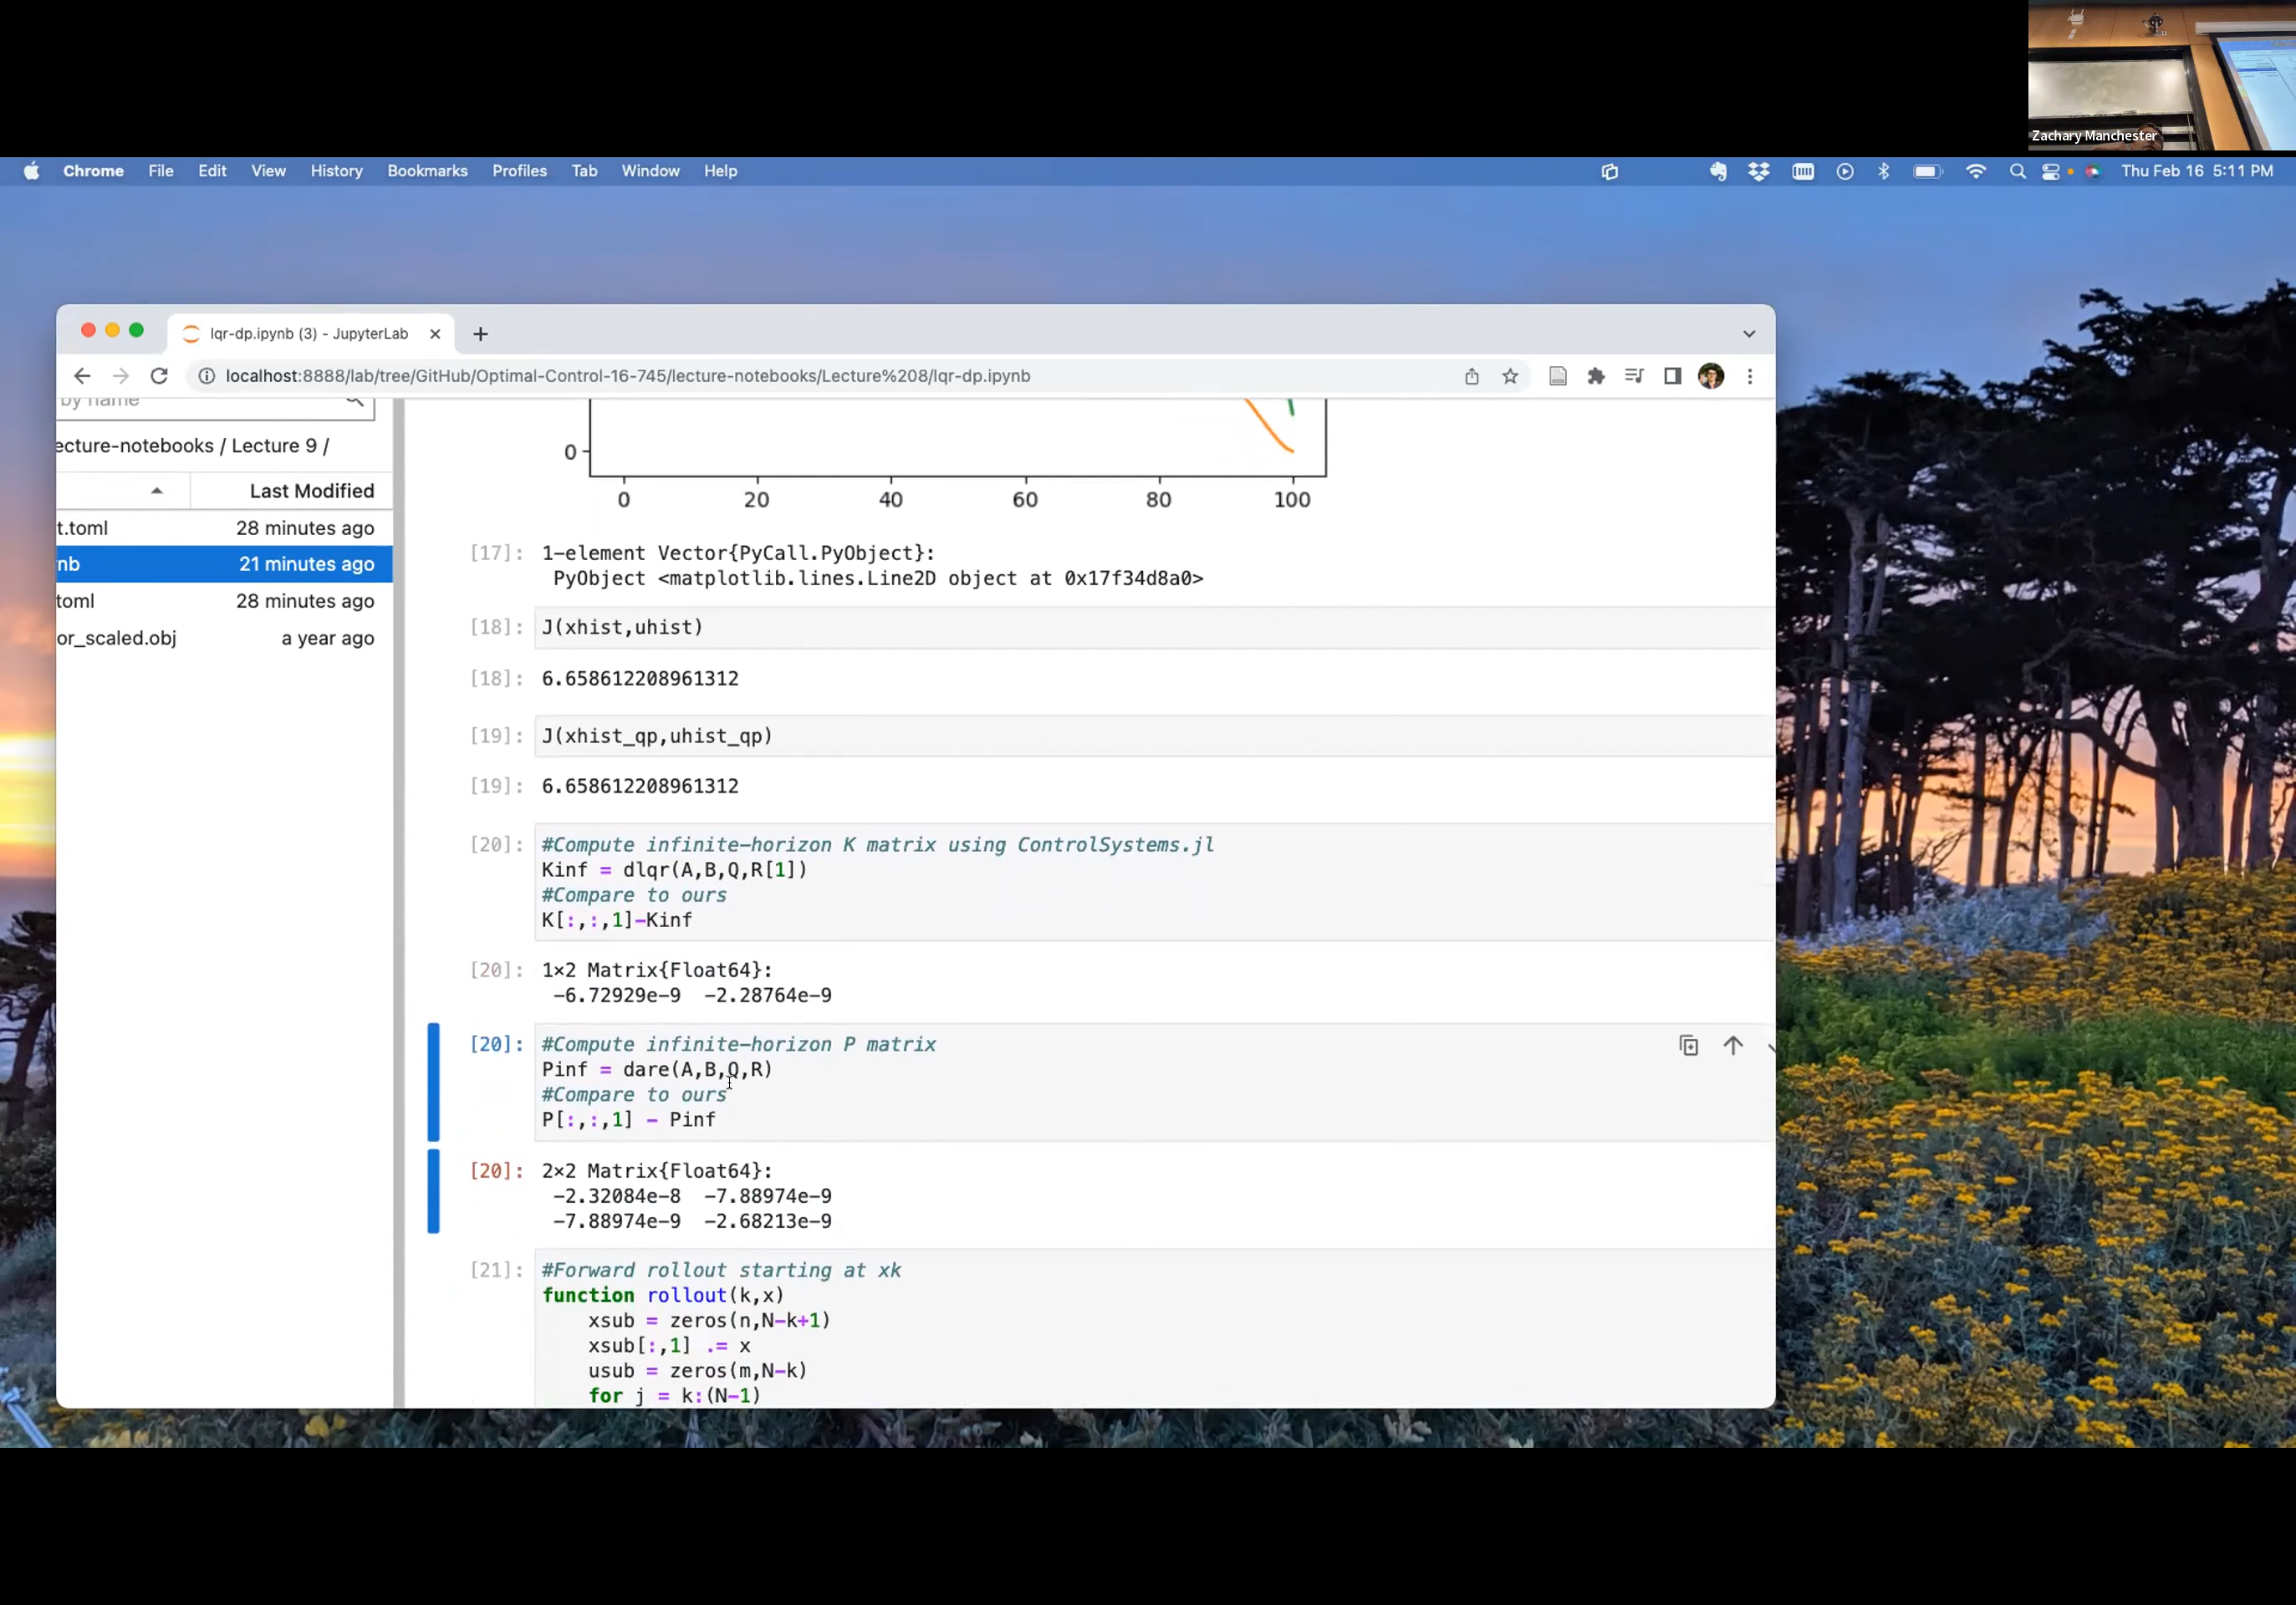 Zachary Manchester
Chrome File Edit View History Bookmarks Profiles Tab Window Help Thu Feb 16 5:11 PM
lqr-dp.ipynb (3) - JupyterLab
localhost:8888/lab/tree/GitHub/Optimal-Control-16-745/lecture-notebooks/Lecture%208/lqr-dp.ipynb
by name
ecture-notebooks / Lecture 9 /
Last Modified
t.toml 28 minutes ago
nb 21 minutes ago
toml 28 minutes ago
or_scaled.obj a year ago
0
0 20 40 60 80 100
[17]: 1-element Vector{PyCall.PyObject}:
PyObject <matplotlib.lines.Line2D object at 0x17f34d8a0>
[18]: J(xhist,uhist)
[18]: 6.658612208961312
[19]: J(xhist_qp,uhist_qp)
[19]: 6.658612208961312
[20]: #Compute infinite-horizon K matrix using ControlSystems.jl
Kinf = dlqr(A,B,Q,R[1])
#Compare to ours
K[:,:,1]-Kinf
[20]: 1×2 Matrix{Float64}:
-6.72929e-9 -2.28764e-9
[20]: #Compute infinite-horizon P matrix
Pinf = dare(A,B,Q,R)
#Compare to ours
P[:,:,1] - Pinf
[20]: 2×2 Matrix{Float64}:
-2.32084e-8 -7.88974e-9
-7.88974e-9 -2.68213e-9
[21]: #Forward rollout starting at xk
function rollout(k,x)
xsub = zeros(n,N-k+1)
xsub[:,1] .= x
usub = zeros(m,N-k)
for j = k:(N-1)